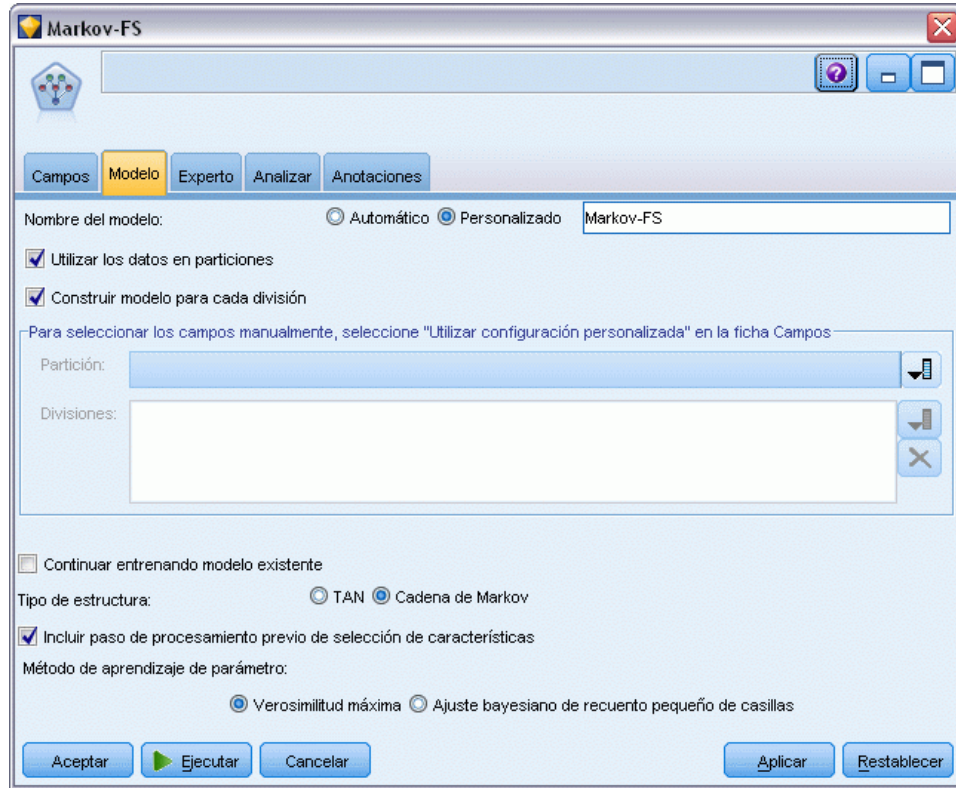 Markov-FS
Campos Modelo Experto Analizar Anotaciones
Nombre del modelo: Automático Personalizado Markov-FS
Utilizar los datos en particiones
Construir modelo para cada división
Para seleccionar los campos manualmente, seleccione "Utilizar configuración personalizada" en la ficha Campos
Partición:
Divisiones:
Continuar entrenando modelo existente
Tipo de estructura: TAN Cadena de Markov
Incluir paso de procesamiento previo de selección de características
Método de aprendizaje de parámetro:
Verosimilitud máxima Ajuste bayesiano de recuento pequeño de casillas
Aceptar Ejecutar Cancelar Aplicar Restablecer